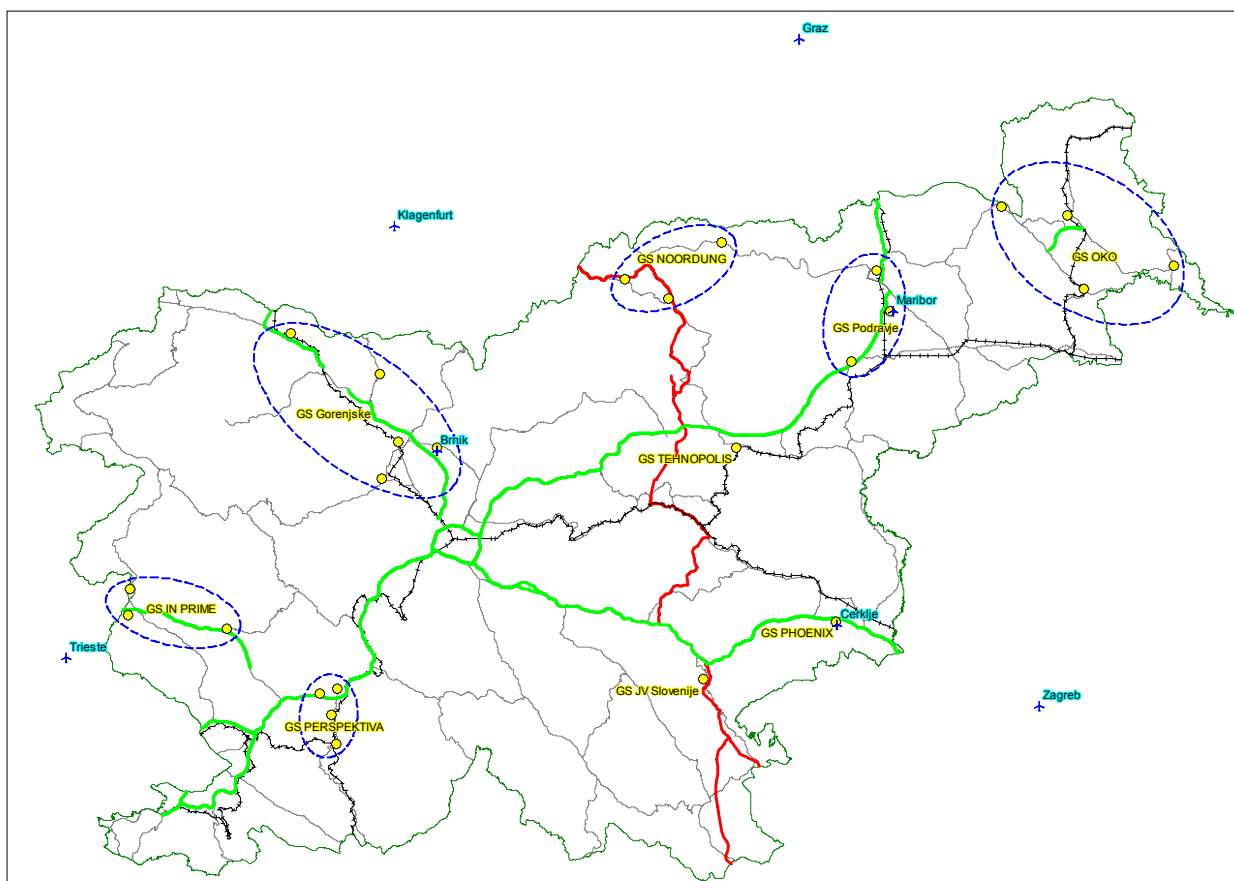 Graz
Klagenfurt
GS NOORDUNG
GS OKO
Maribor
GS Podravje
GS Gorenjske
Brnik
GS TEHNOPOLIS
GS IN PRIME
Cerklje
GS PHOENIX
Trieste
GS JV Slovenije
Zagreb
GS PERSPEKTIVA